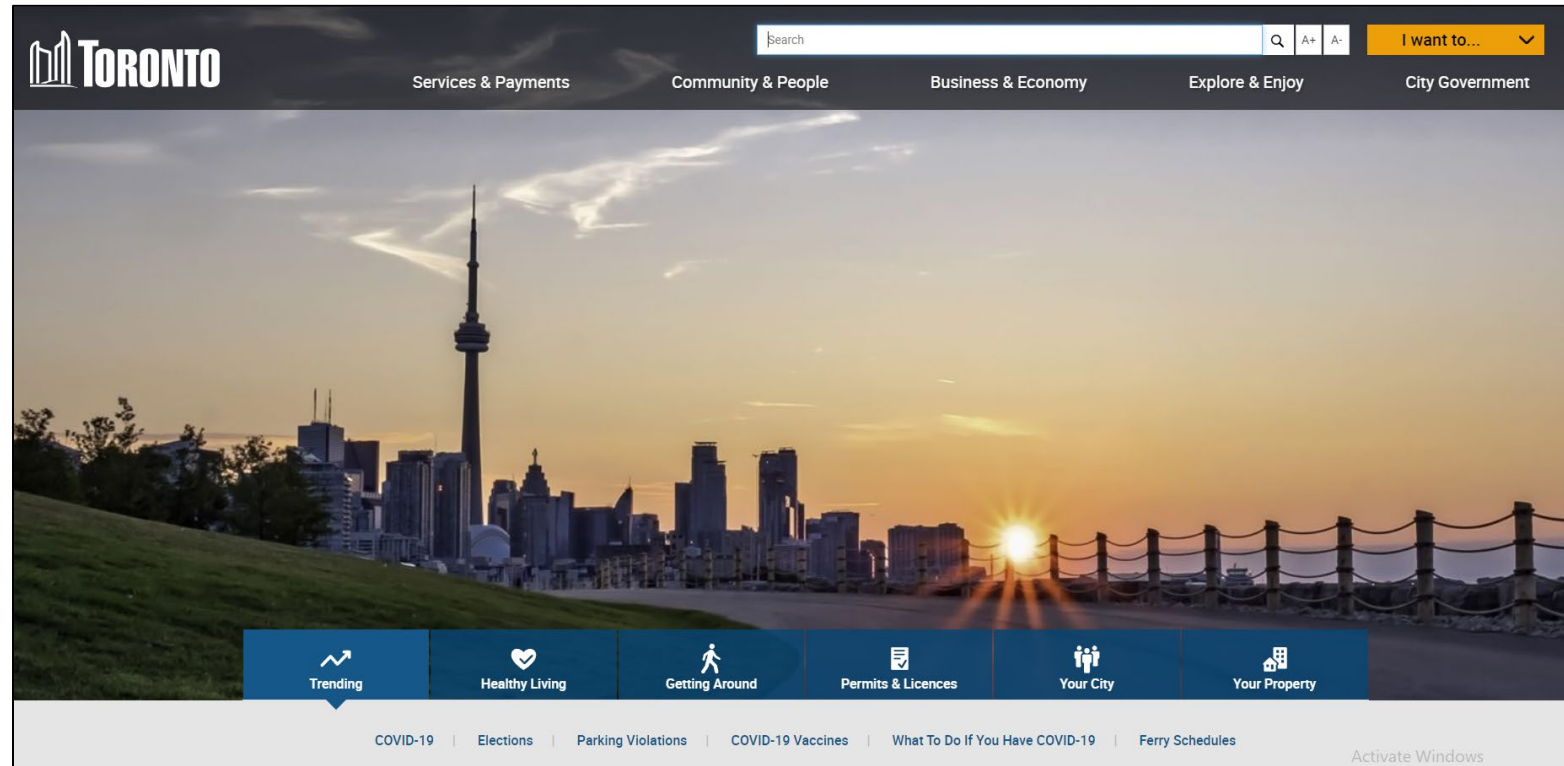 TORONTO
Search
A+ A-
I want to...
Services & Payments Community & People Business & Economy Explore & Enjoy City Government
Trending Healthy Living Getting Around Permits & Licences Your City Your Property
COVID-19 | Elections | Parking Violations | COVID-19 Vaccines | What To Do If You Have COVID-19 | Ferry Schedules
Activate Windows